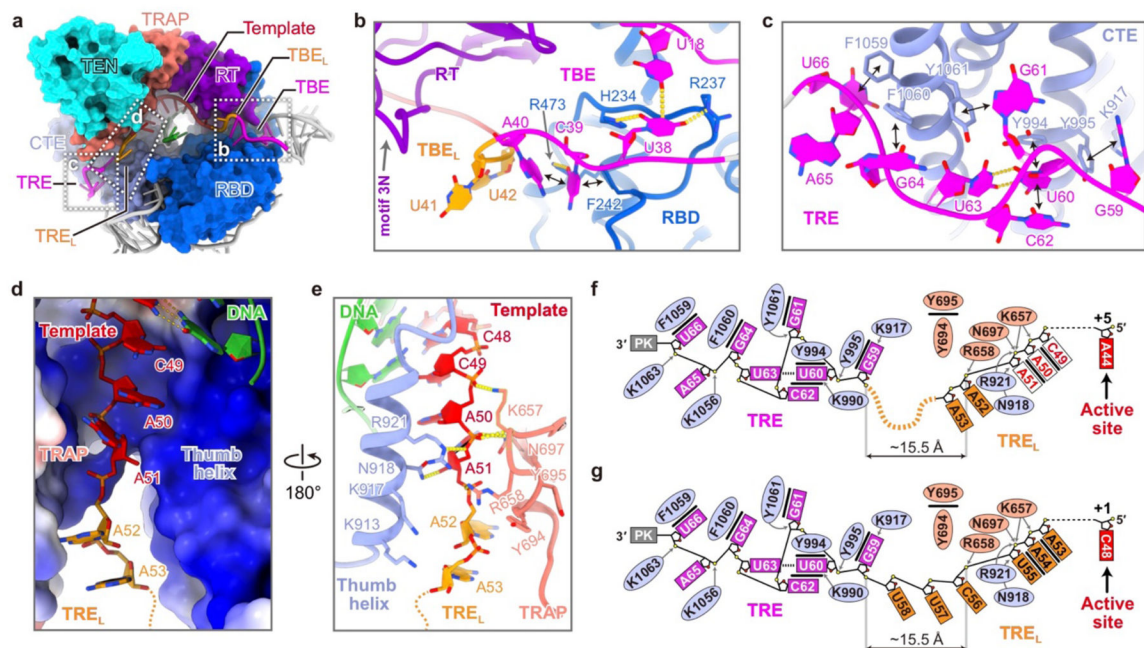 a
TRAP
Template
TEN
RT
TBEL
TBE
d
b
CTE
c
TRE
RBD
TREL
b
U18
RT
TBE
R237
H234
R473
A40
C39
U38
TBEL
motif 3N
U42
U41
F242
RBD
c
CTE
F1059
U66
Y1061
G61
F1060
K917
Y994
Y995
A65
G64
U63
U60
G59
TRE
C62
d
DNA
Template
C49
A50
TRAP
Thumb
helix
A51
A52
A53
TREL
180°
e
DNA
Template
C48
C49
A50
K657
R921
N697
N918
A51
Y695
K917
R658
K913
A52
Y694
A53
Thumb
helix
TREL
TRAP
f
F1059
F1060
Y1061
G61
Y695
K657
+5
U66
G64
Y994
Y995
K917
Y694
N697
3′
PK
G59
R658
C49
A44
U63
U60
A50
A51
K1063
A65
C62
K990
R921
A52
K1056
A53
N918
TRE
TREL
Active
site
~15.5 Å
g
F1059
F1060
Y1061
G61
Y695
K657
+1
U66
G64
Y994
Y995
K917
Y694
N697
3′
PK
C59
R658
A53
C48
U63
U60
A54
U55
K1063
A65
C62
K990
R921
C56
U58
U57
K1056
N918
TRE
TREL
Active
site
~15.5 Å